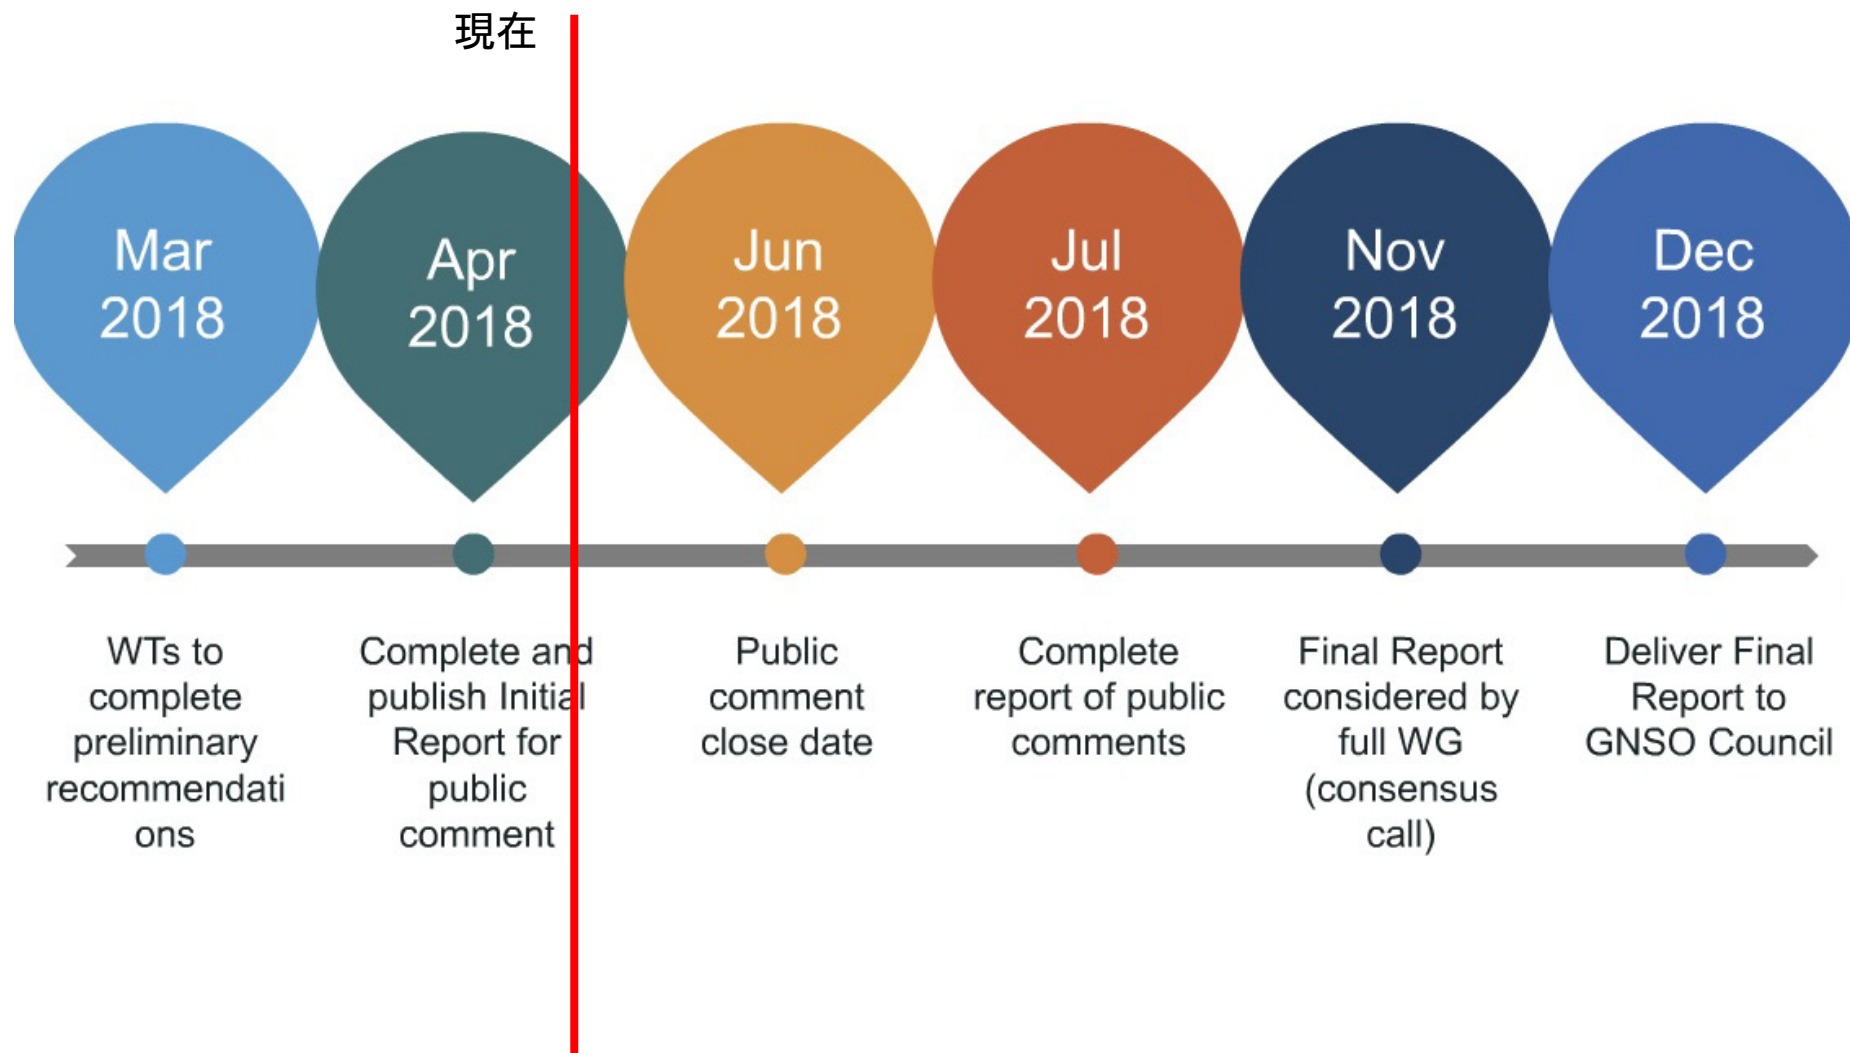 現在
Mar
2018
Apr
2018
Jun
2018
Jul
2018
Nov
2018
Dec
2018
WTs to
complete
preliminary
recommendati
ons
Complete and
publish Initial
Report for
public
comment
Public
comment
close date
Complete
report of public
comments
Final Report
considered by
full WG
(consensus
call)
Deliver Final
Report to
GNSO Council